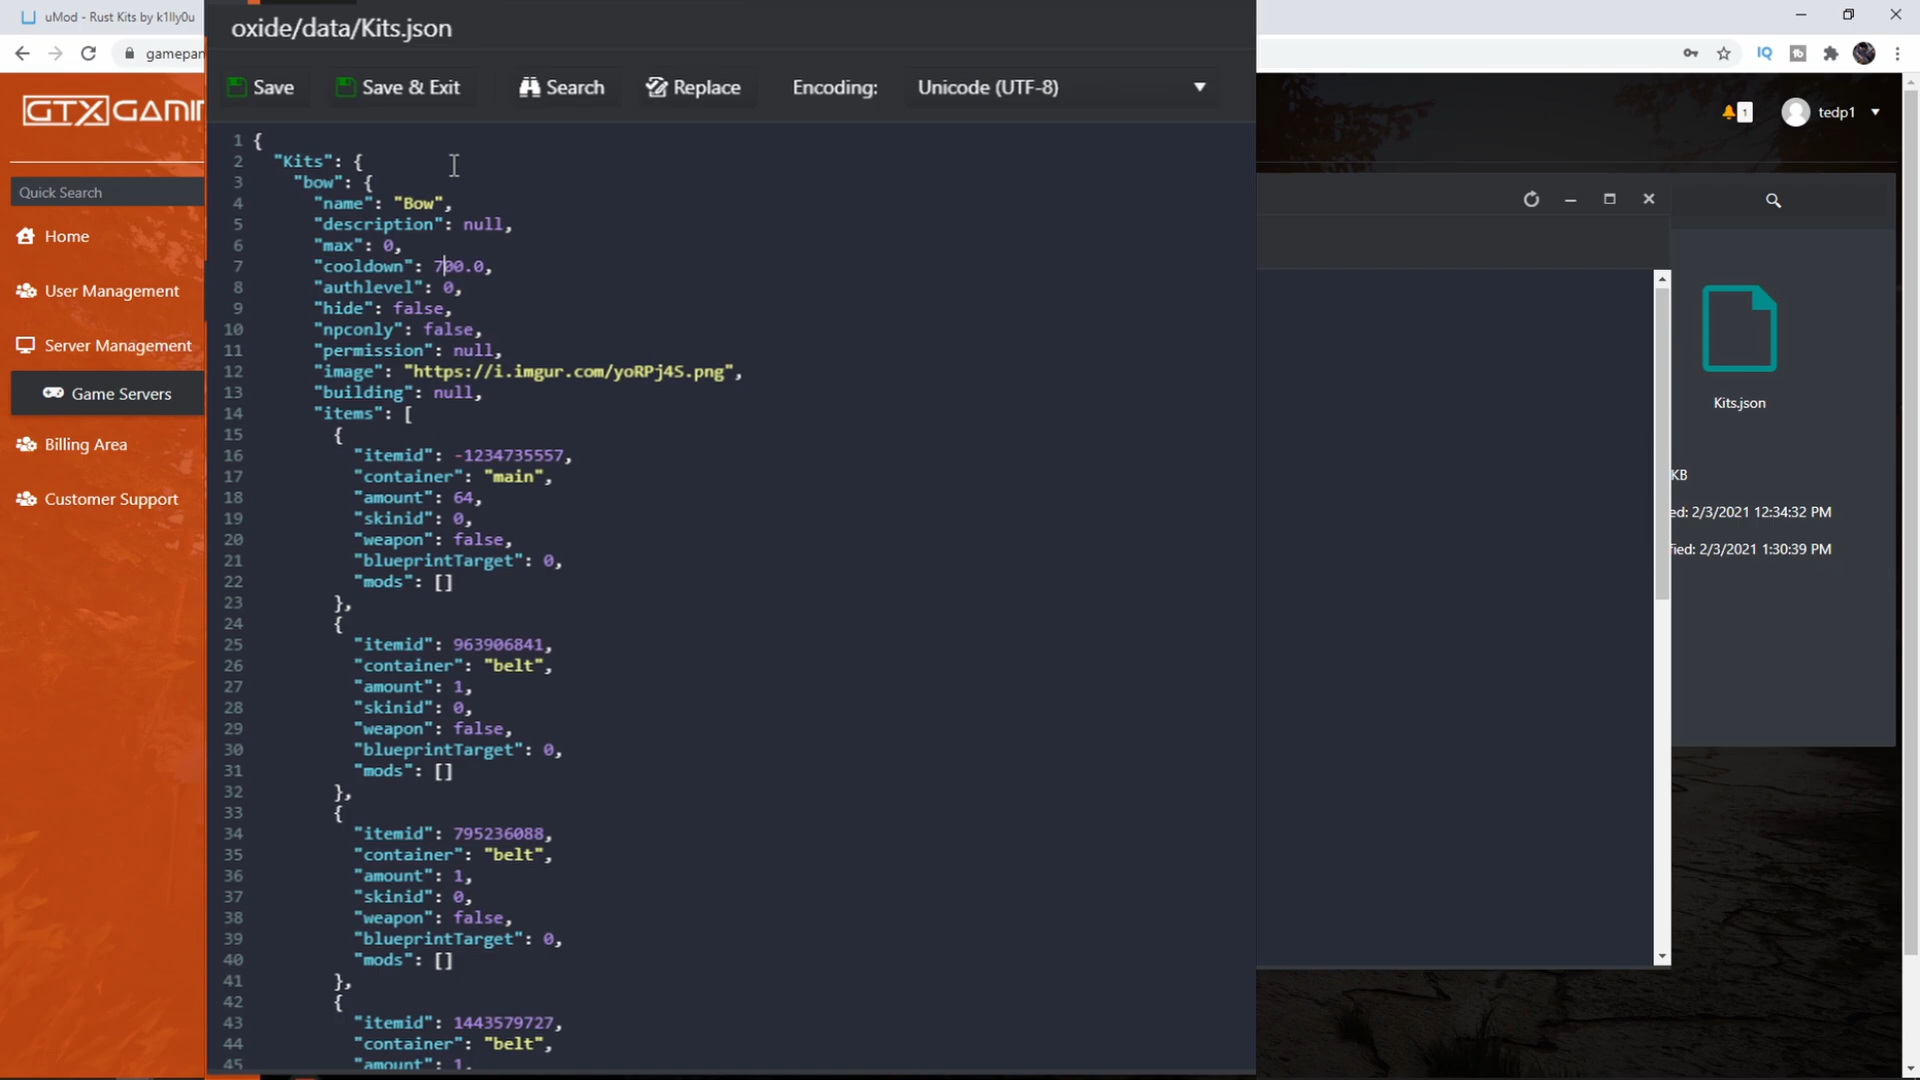 uMod - Rust Kits by k1lly0u
gamepan
GTXGAMI
Quick Search
Home
User Management
Server Management
Game Servers
Billing Area
Customer Support
oxide/data/Kits.json
Save
Save & Exit
Search
Replace
Encoding:
Unicode (UTF-8)
1 {
2 "Kits": {
3 "bow": {
4 "name": "Bow",
5 "description": null,
6 "max": 0,
7 "cooldown": 700.0,
8 "authlevel": 0,
9 "hide": false,
10 "npconly": false,
11 "permission": null,
12 "image": "https://i.imgur.com/yoRPj4S.png",
13 "building": null,
14 "items": [
15 {
16 "itemid": -1234735557,
17 "container": "main",
18 "amount": 64,
19 "skinid": 0,
20 "weapon": false,
21 "blueprintTarget": 0,
22 "mods": []
23 },
24 {
25 "itemid": 963906841,
26 "container": "belt",
27 "amount": 1,
28 "skinid": 0,
29 "weapon": false,
30 "blueprintTarget": 0,
31 "mods": []
32 },
33 {
34 "itemid": 795236088,
35 "container": "belt",
36 "amount": 1,
37 "skinid": 0,
38 "weapon": false,
39 "blueprintTarget": 0,
40 "mods": []
41 },
42 {
43 "itemid": 1443579727,
44 "container": "belt",
45 "amount": 1,
IQ
tb
1
tedp1
Kits.json
KB
ed: 2/3/2021 12:34:32 PM
fied: 2/3/2021 1:30:39 PM